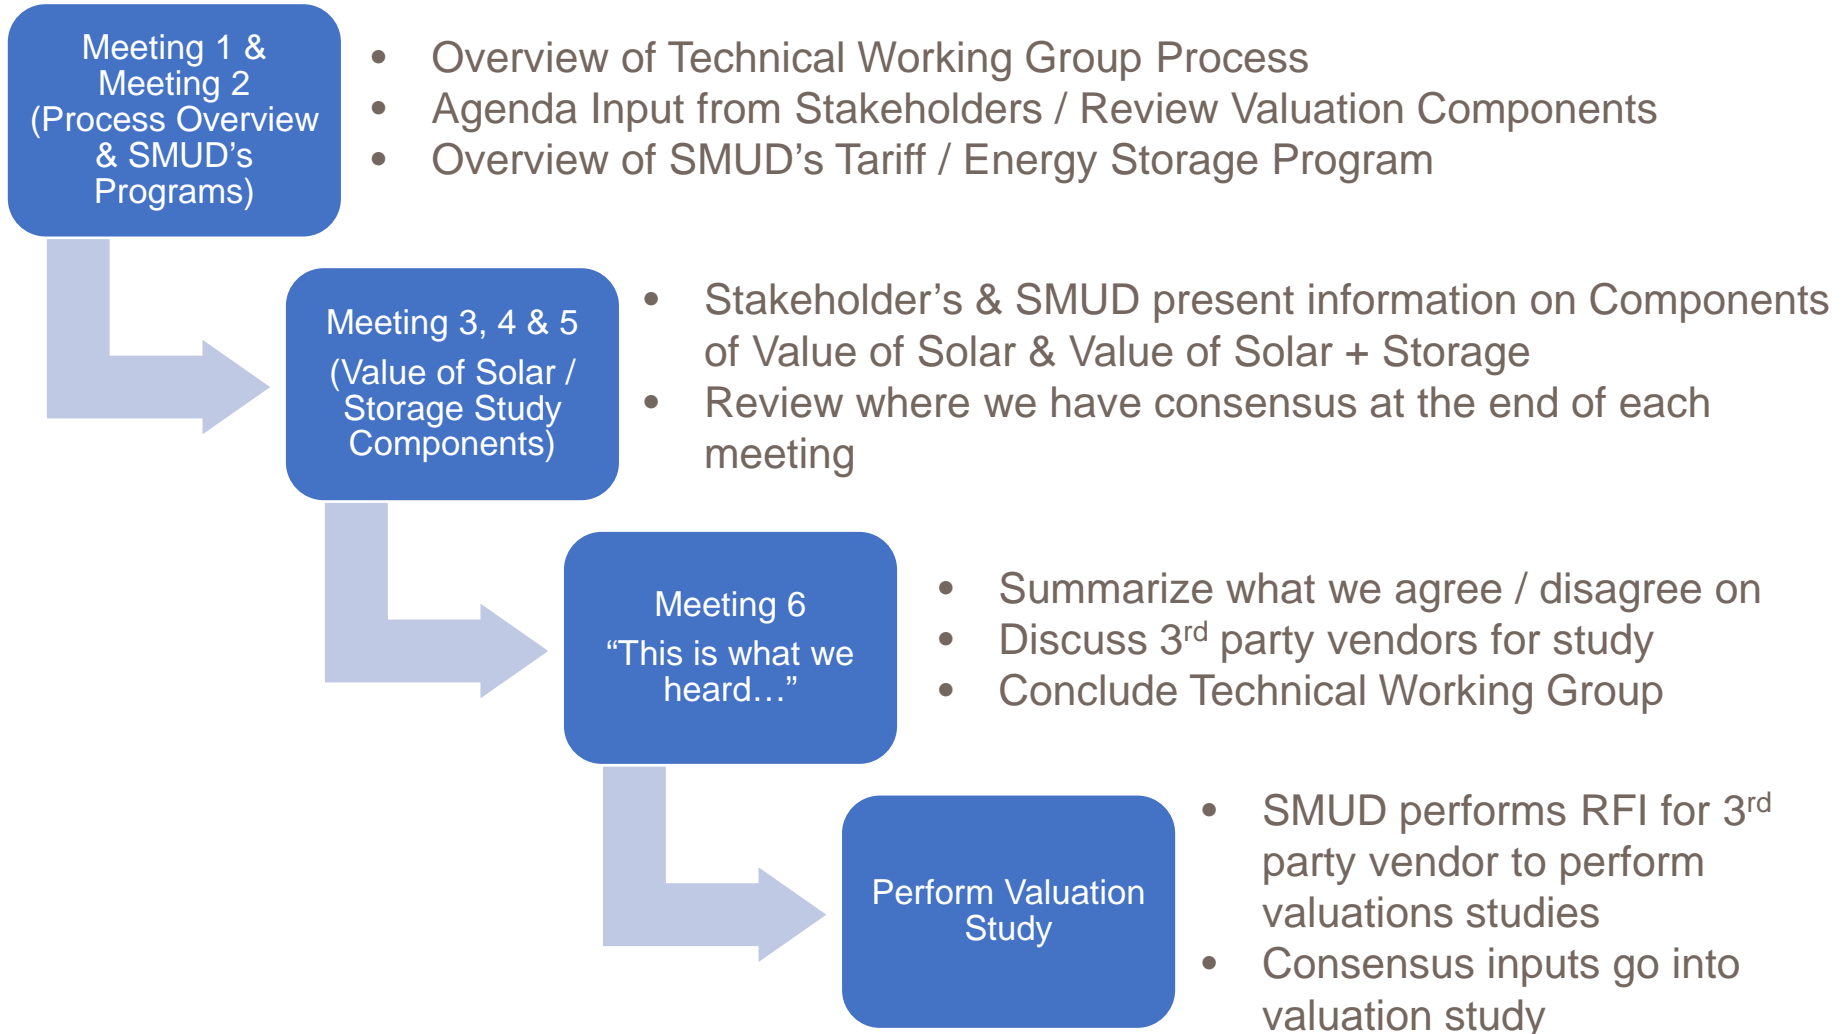 Meeting 1 &
Meeting 2
(Process Overview
& SMUD’s
Programs)
• Overview of Technical Working Group Process
• Agenda Input from Stakeholders / Review Valuation Components
• Overview of SMUD’s Tariff / Energy Storage Program
Meeting 3, 4 & 5
(Value of Solar /
Storage Study
Components)
• Stakeholder’s & SMUD present information on Components
of Value of Solar & Value of Solar + Storage
• Review where we have consensus at the end of each
meeting
Meeting 6
“This is what we
heard…”
• Summarize what we agree / disagree on
• Discuss 3rd party vendors for study
• Conclude Technical Working Group
Perform Valuation
Study
• SMUD performs RFI for 3rd
party vendor to perform
valuations studies
• Consensus inputs go into
valuation study